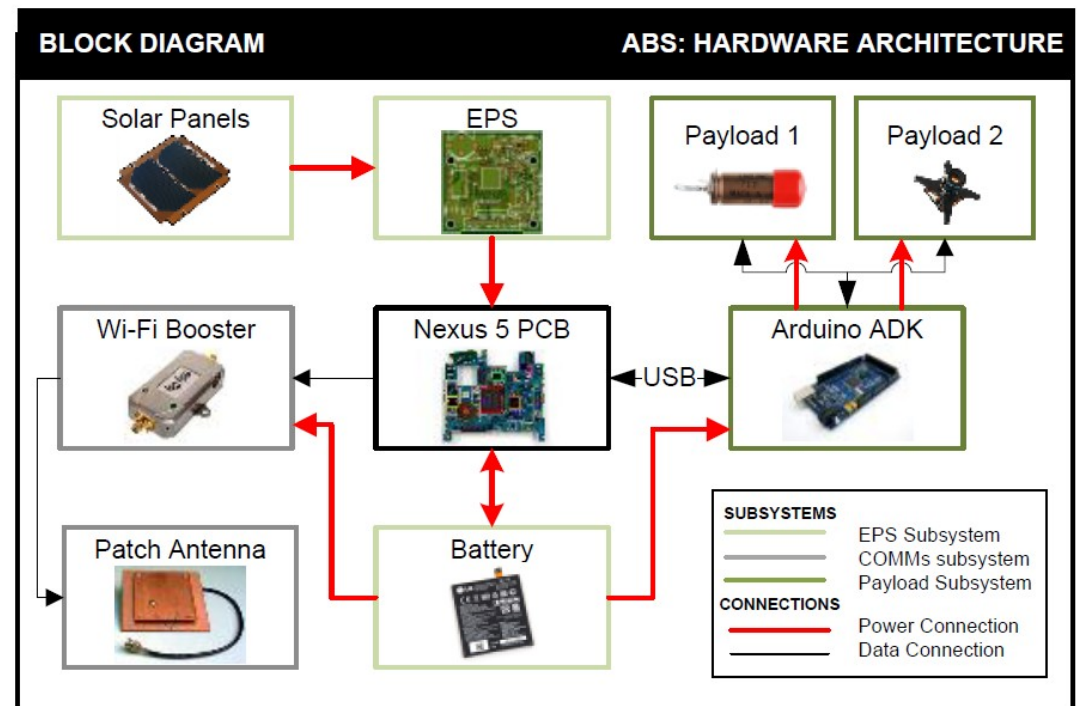 BLOCK DIAGRAM
ABS: HARDWARE ARCHITECTURE
Solar Panels
EPS
Payload 1
Payload 2
Wi-Fi Booster
Nexus 5 PCB
USB
Arduino ADK
Patch Antenna
Battery
SUBSYSTEMS
EPS Subsystem
COMMs subsystem
Payload Subsystem
CONNECTIONS
Power Connection
Data Connection